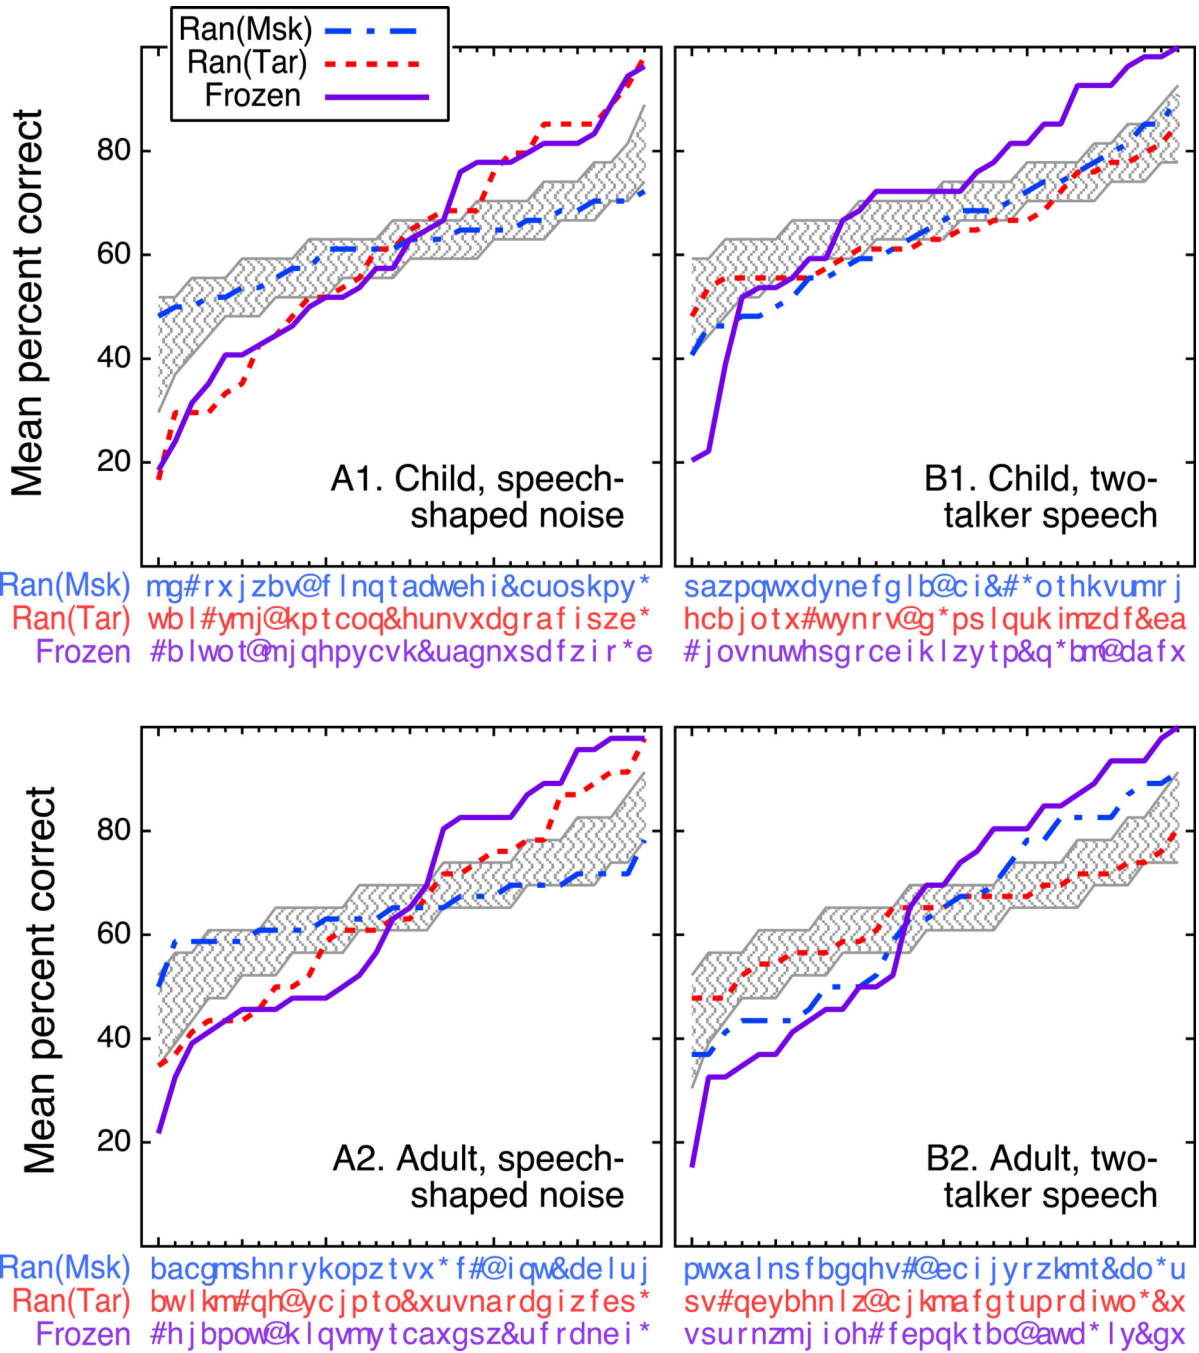 Ran(Msk)
Ran(Tar)
Frozen
Mean percent correct
80
60
40
20
A1. Child, speech-
shaped noise
B1. Child, two-
talker speech
Ran(Msk) mg#rxjzbv@flnqtadwehi&cuoskpy* sazpqwxdynefglb@ci&#*othkvumrj
Ran(Tar) wbl#ymj@kptcoq&hunvxdgrafisze* hcbjotx#wynrv@g*pslqukimzdf&ea
Frozen #blwot@mjqhpycvk&uagnxsdfzir*e #jovnuwhsgrceiklzytp&q*bm@dafx
Mean percent correct
80
60
40
20
A2. Adult, speech-
shaped noise
B2. Adult, two-
talker speech
Ran(Msk) bacgmshnrykopztvx*f#@iqw&deluj pwxalnsfbgqhv#@ecijyrzkmt&do*u
Ran(Tar) bwlkm#qh@ycjpto&xuvnardgizfes* sv#qeybhnlz@cjkmafgtuprdiwo*&x
Frozen #hjbpow@klqvmytcaxgsz&ufrdnei* vsurnzmjioh#fepqktbc@awd*ly&gx